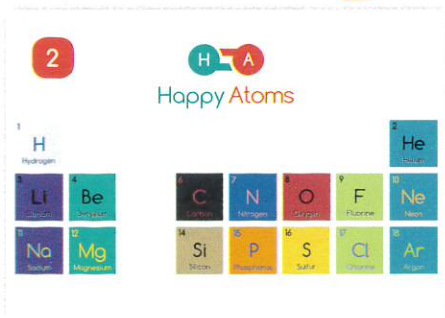 2
H A
Happy Atoms
1 2
H He
Hydrogen Helium
3 4 6 7 8 9 10
Li Be C N O F Ne
Carbon Nitrogen Oxygen Fluorine Neon
11 12 14 15 16 17 18
Na Mg Si P S Cl Ar
Sodium Magnesium Silicon Phosphorus Sulfur Chlorine Argon